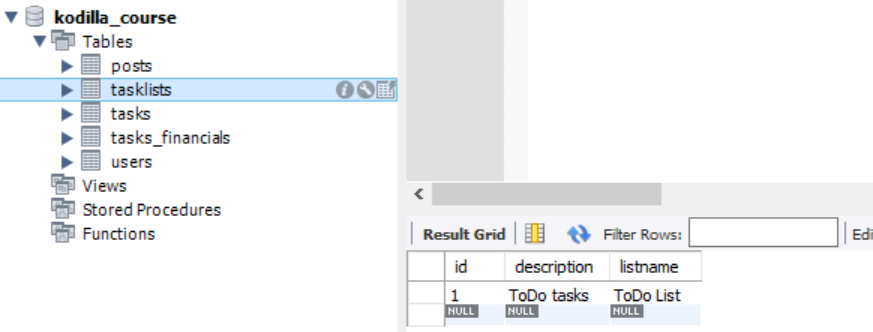 kodilla_course
Tables
posts
tasklists
tasks
tasks_financials
users
Views
Stored Procedures
Functions
Result Grid Filter Rows: Edi
id description listname
1 ToDo tasks ToDo List
NULL NULL NULL